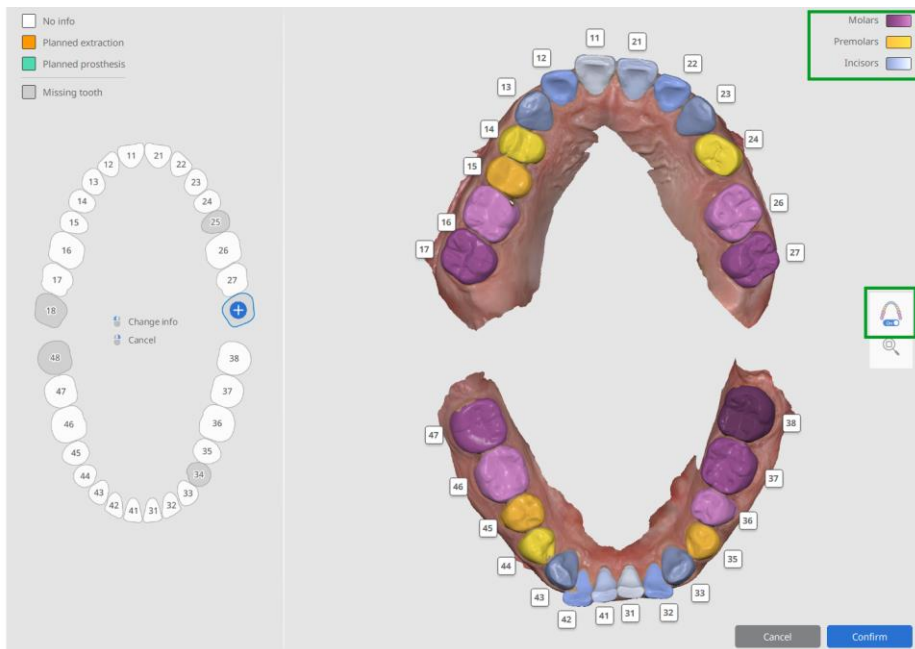 No info
Planned extraction
Planned prosthesis
Missing tooth
11 21
12 22
13 23
14 24
15 25
16 26
17 27
18
Change info
Cancel
48 38
47 37
46 36
45 35
44 34
43 33
42 41 31 32
Molars
Premolars
Incisors
11 21
12 22
13 23
14 24
15
16 26
17 27
On
47 38
46 37
45 36
44 35
43 33
42 41 31 32
Cancel Confirm